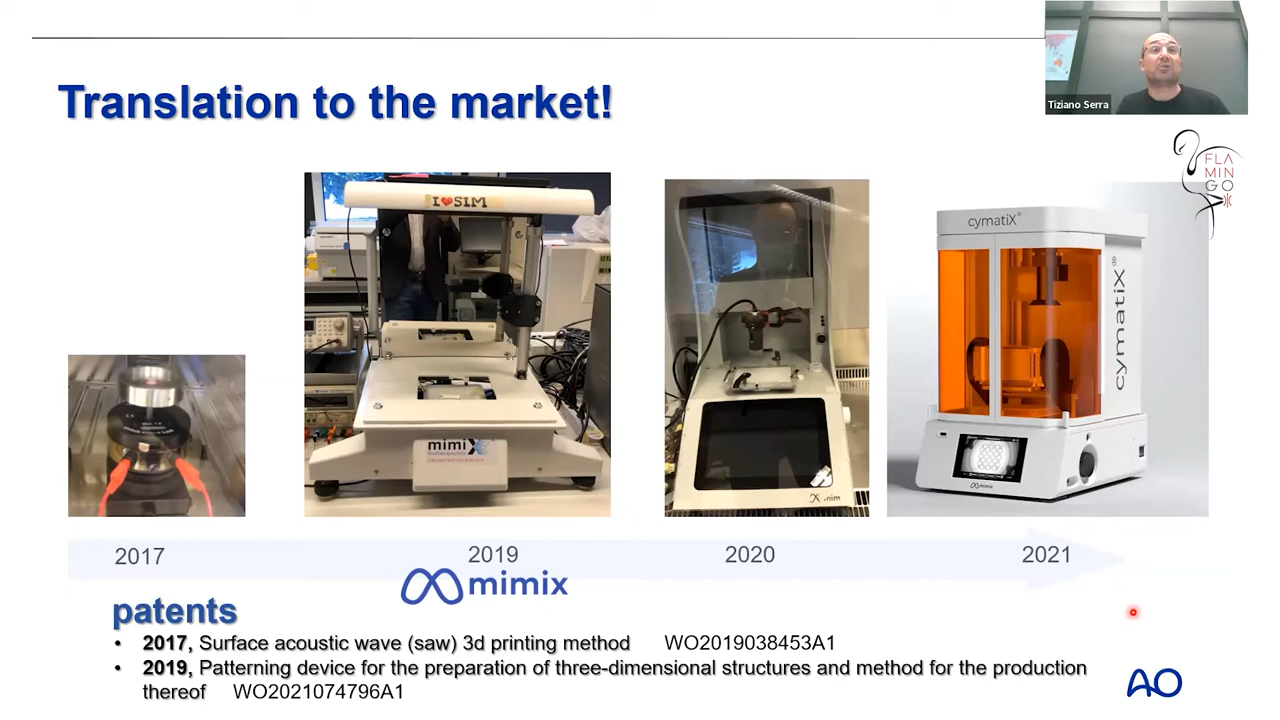 Translation to the market!
Tiziano Serra
FLA
MIN
GO
I❤SIM
mimiX
cymatiX®
cymatiX®
mimix
2017
2019
2020
2021
mimix
patents
• 2017, Surface acoustic wave (saw) 3d printing method WO2019038453A1
• 2019, Patterning device for the preparation of three-dimensional structures and method for the production
thereof WO2021074796A1
AO